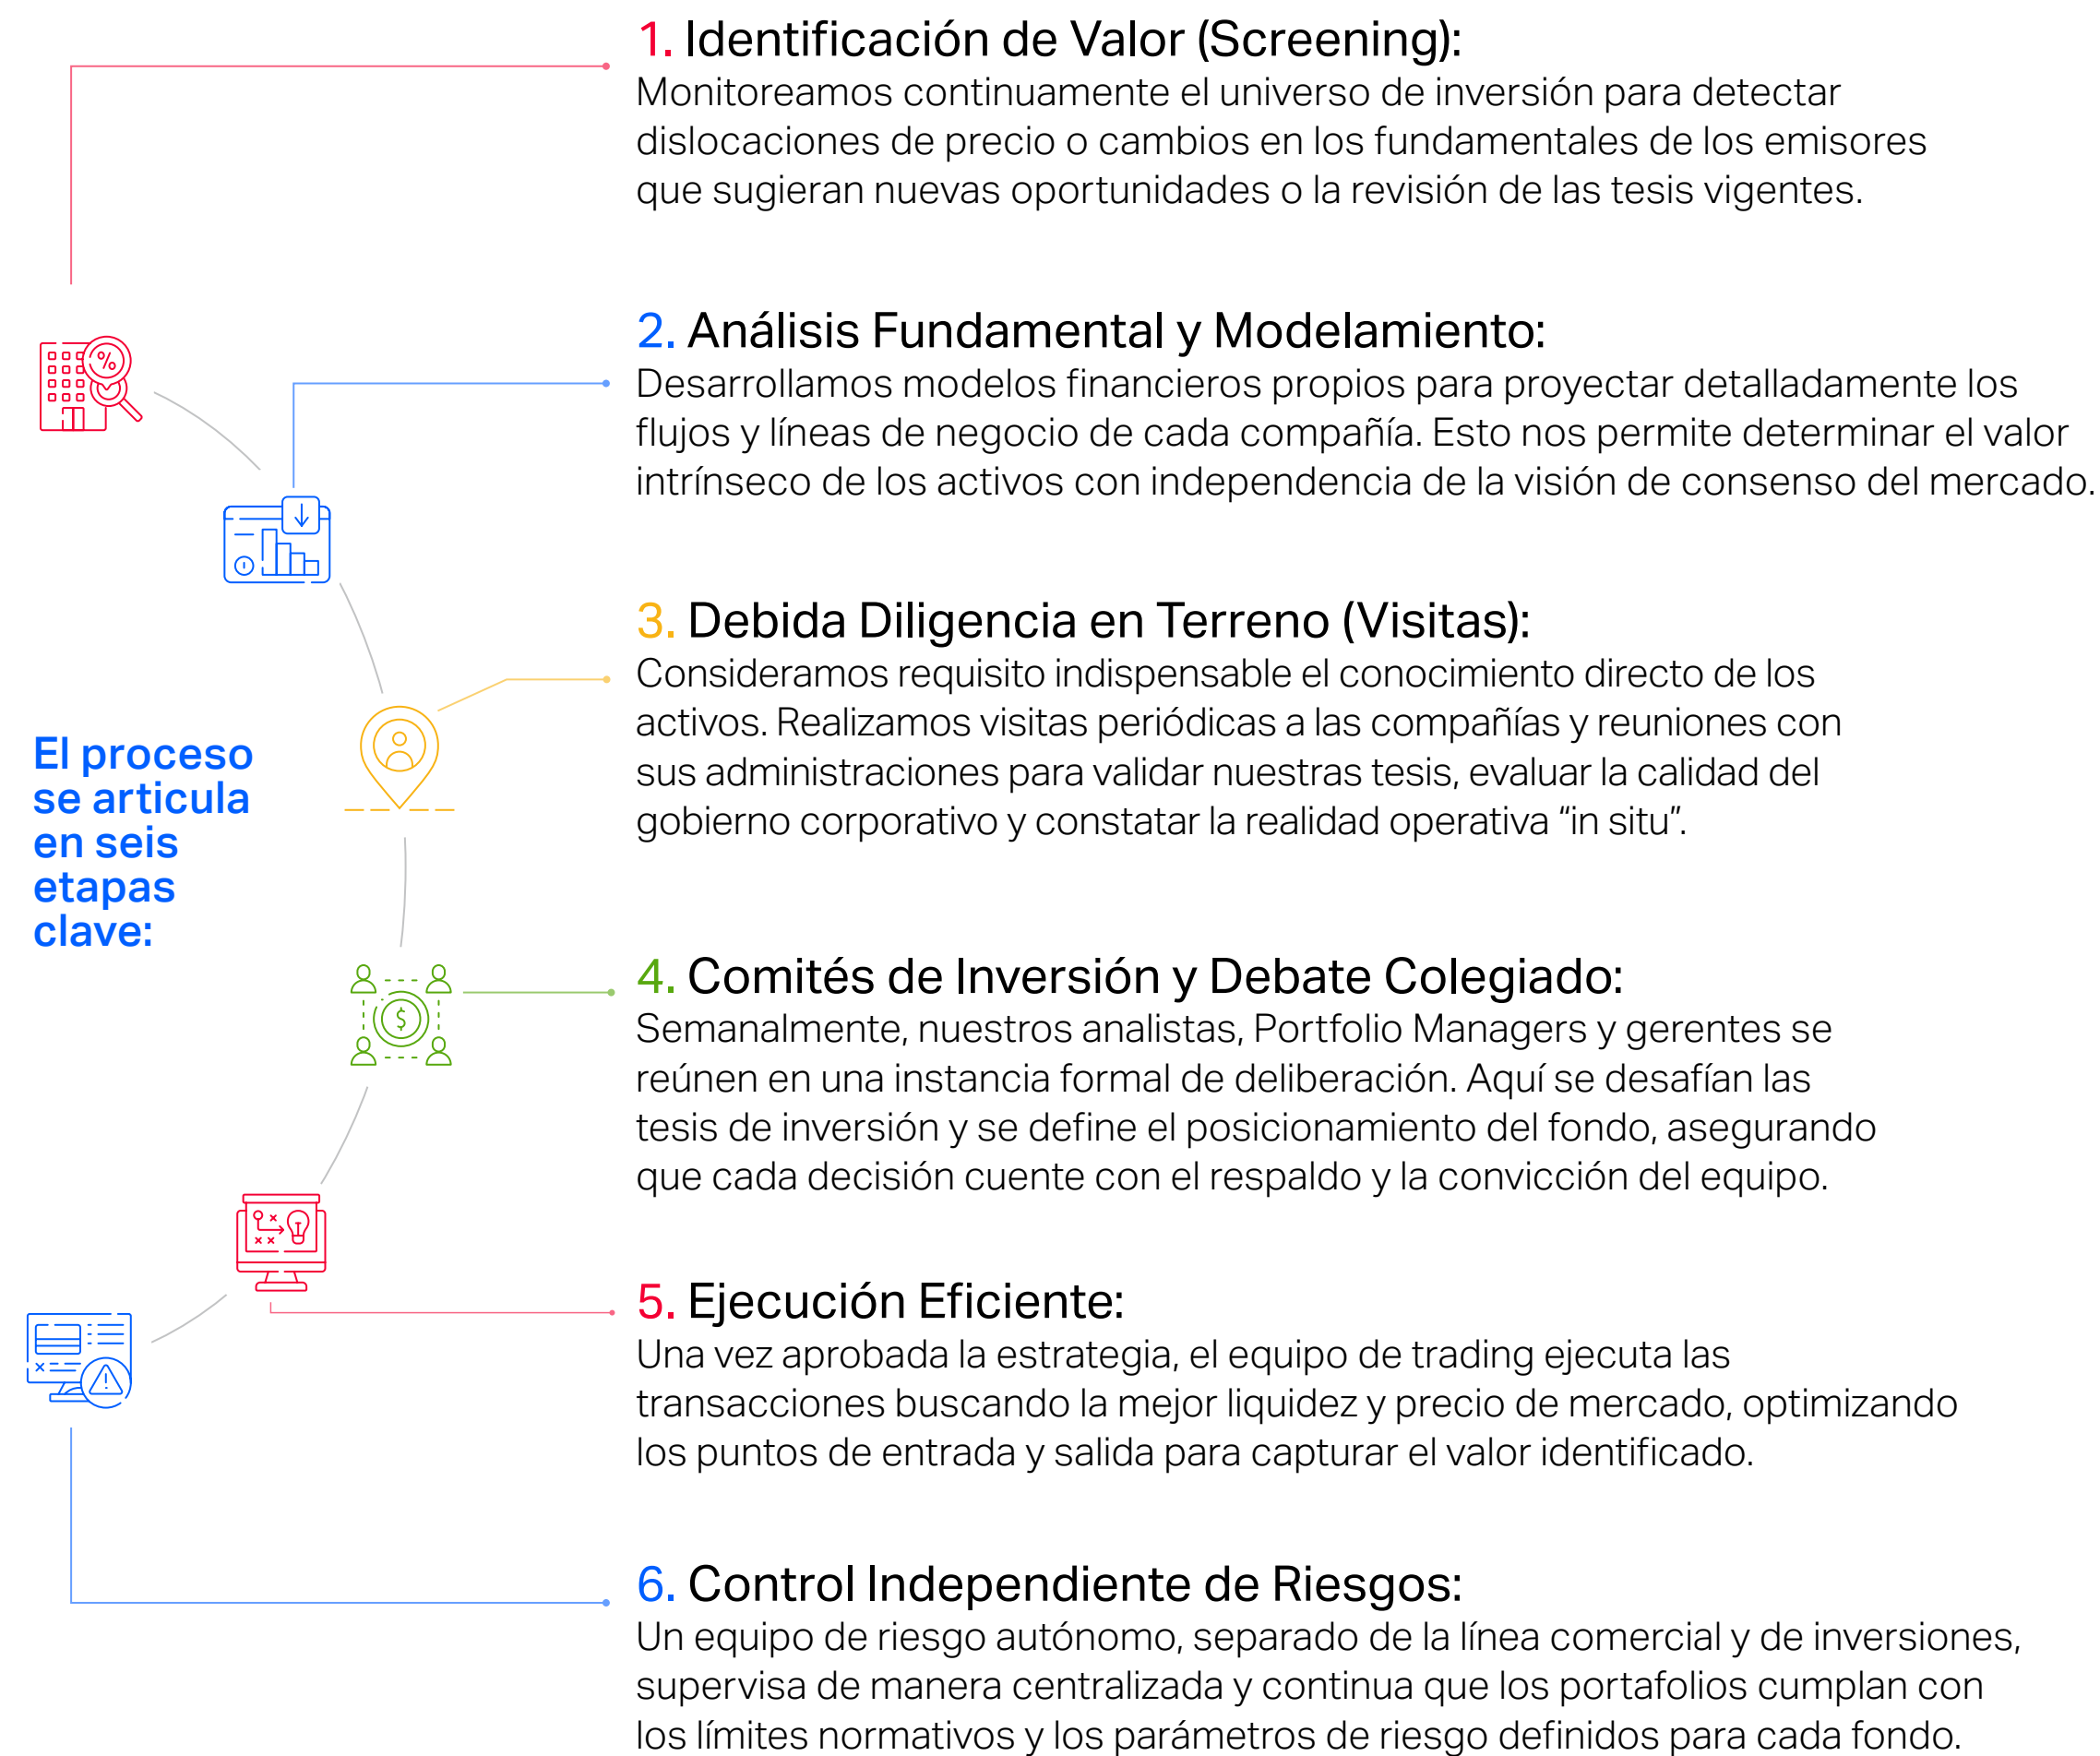 1. Identificación de Valor (Screening):
Monitoreamos continuamente el universo de inversión para detectar
dislocaciones de precio o cambios en los fundamentales de los emisores
que sugieran nuevas oportunidades o la revisión de las tesis vigentes.
2. Análisis Fundamental y Modelamiento:
Desarrollamos modelos financieros propios para proyectar detalladamente los
flujos y líneas de negocio de cada compañía. Esto nos permite determinar el valor
intrínseco de los activos con independencia de la visión de consenso del mercado.
3. Debida Diligencia en Terreno (Visitas):
Consideramos requisito indispensable el conocimiento directo de los
activos. Realizamos visitas periódicas a las compañías y reuniones con
sus administraciones para validar nuestras tesis, evaluar la calidad del
gobierno corporativo y constatar la realidad operativa “in situ”.
El proceso
se articula
en seis
etapas
clave:
4. Comités de Inversión y Debate Colegiado:
Semanalmente, nuestros analistas, Portfolio Managers y gerentes se
reúnen en una instancia formal de deliberación. Aquí se desafían las
tesis de inversión y se define el posicionamiento del fondo, asegurando
que cada decisión cuente con el respaldo y la convicción del equipo.
5. Ejecución Eficiente:
Una vez aprobada la estrategia, el equipo de trading ejecuta las
transacciones buscando la mejor liquidez y precio de mercado, optimizando
los puntos de entrada y salida para capturar el valor identificado.
6. Control Independiente de Riesgos:
Un equipo de riesgo autónomo, separado de la línea comercial y de inversiones,
supervisa de manera centralizada y continua que los portafolios cumplan con
los límites normativos y los parámetros de riesgo definidos para cada fondo.